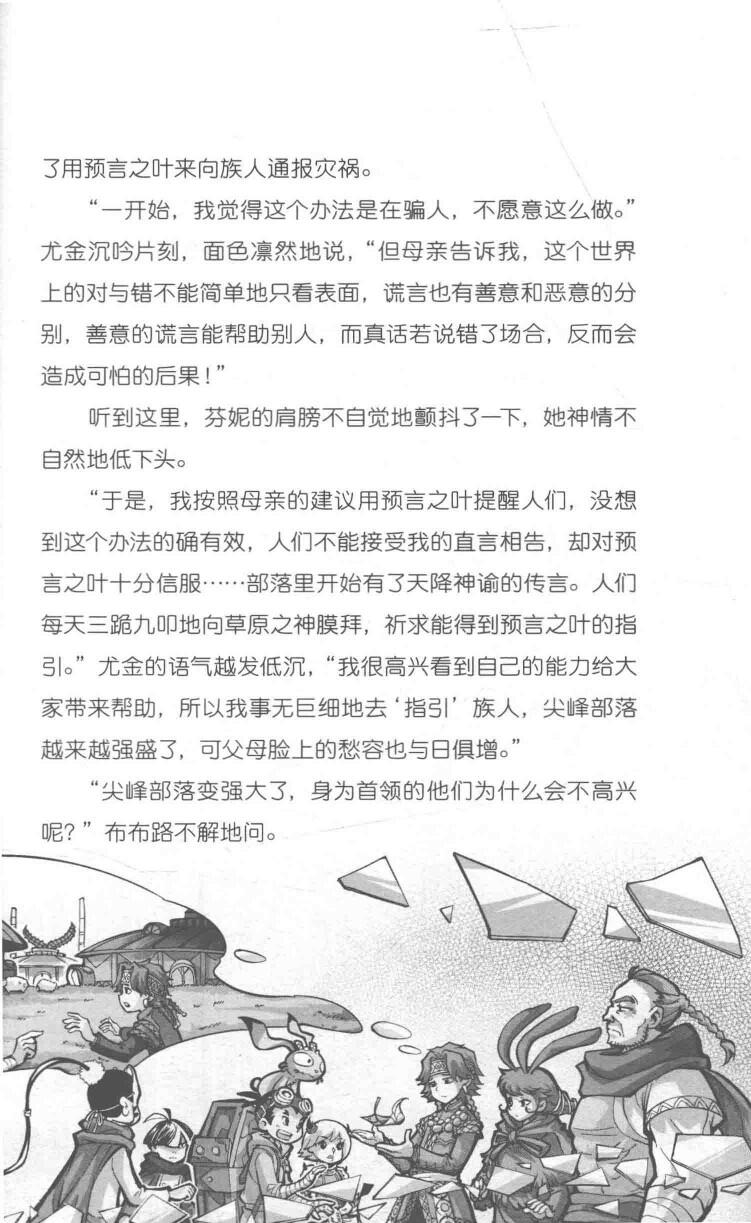 了用预言之叶来向族人通报灾祸。
“一开始，我觉得这个办法是在骗人，不愿意这么做。”
尤金沉吟片刻，面色凛然地说，“但母亲告诉我，这个世界
上的对与错不能简单地只看表面，谎言也有善意和恶意的分
别，善意的谎言能帮助别人，而真话若说错了场合，反而会
造成可怕的后果！”
听到这里，芬妮的肩膀不自觉地颤抖了一下，她神情不
自然地低下头。
“于是，我按照母亲的建议用预言之叶提醒人们，没想
到这个办法的确有效，人们不能接受我的直言相告，却对预
言之叶十分信服……部落里开始有了天降神谕的传言。人们
每天三跪九叩地向草原之神膜拜，祈求能得到预言之叶的指
引。”尤金的语气越发低沉，“我很高兴看到自己的能力给大
家带来帮助，所以我事无巨细地去‘指引’族人，尖峰部落
越来越强盛了，可父母脸上的愁容也与日俱增。”
“尖峰部落变强大了，身为首领的他们为什么会不高兴
呢？”布布路不解地问。